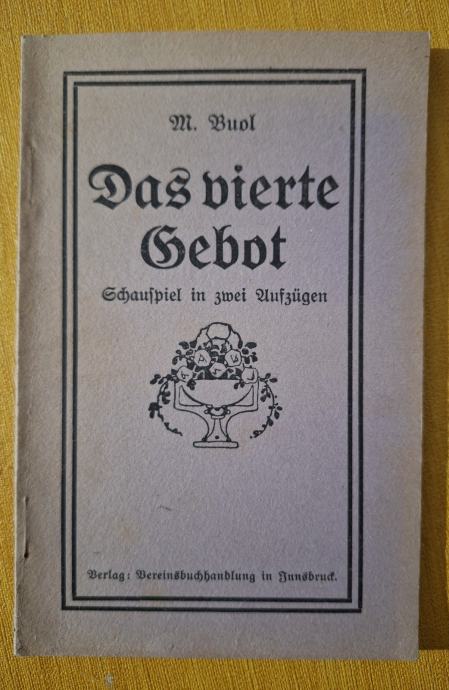 M. Buol
Das vierte
Gebot
Schauspiel in zwei Aufzügen
Verlag: Vereinsbuchhandlung in Innsbruck.